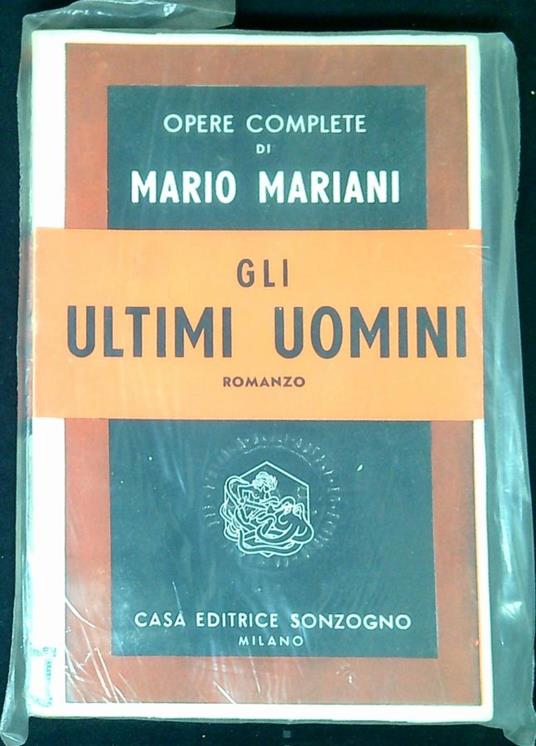 OPERE COMPLETE
DI
MARIO MARIANI
GLI
ULTIMI UOMINI
ROMANZO
CASA EDITRICE SONZOGNO
MILANO